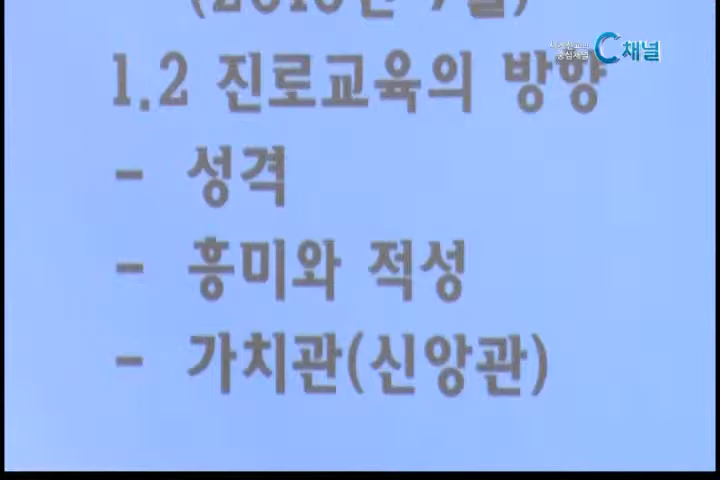 C채널
1.2 진로교육의 방향
- 성격
- 흥미와 적성
- 가치관(신앙관)